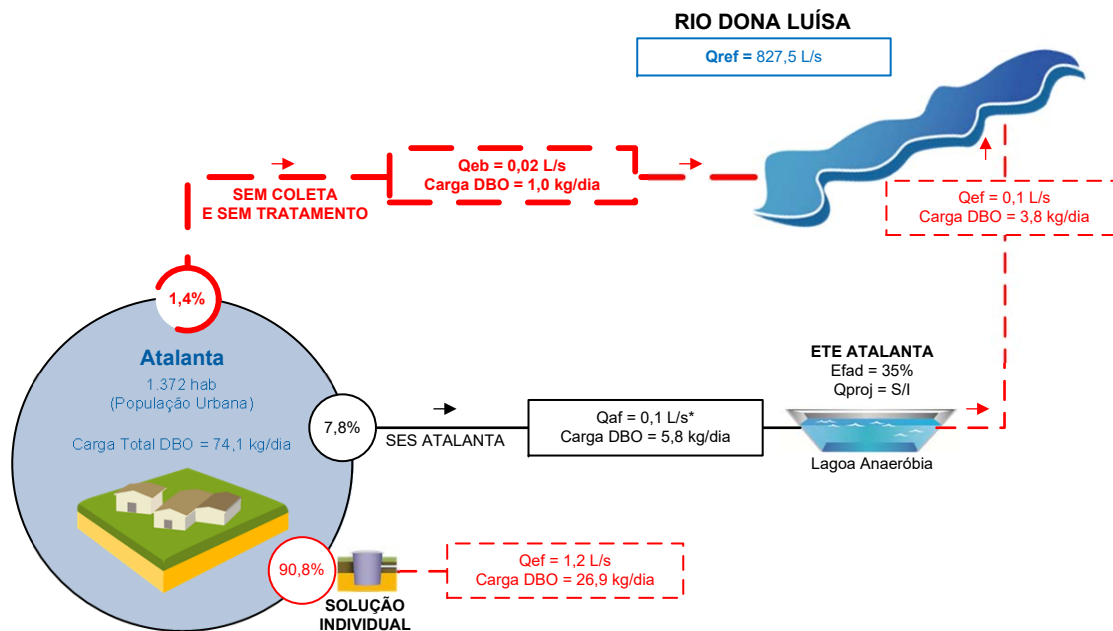 RIO DONA LUÍSA
Qref = 827,5 L/s
Qeb = 0,02 L/s
Carga DBO = 1,0 kg/dia
SEM COLETA
E SEM TRATAMENTO
Qef = 0,1 L/s
Carga DBO = 3,8 kg/dia
1,4%
Atalanta
1.372 hab
(População Urbana)
Carga Total DBO = 74,1 kg/dia
7,8%
SES ATALANTA
Qaf = 0,1 L/s*
Carga DBO = 5,8 kg/dia
ETE ATALANTA
Efad = 35%
Qproj = S/I
Lagoa Anaeróbia
90,8%
SOLUÇÃO
INDIVIDUAL
Qef = 1,2 L/s
Carga DBO = 26,9 kg/dia